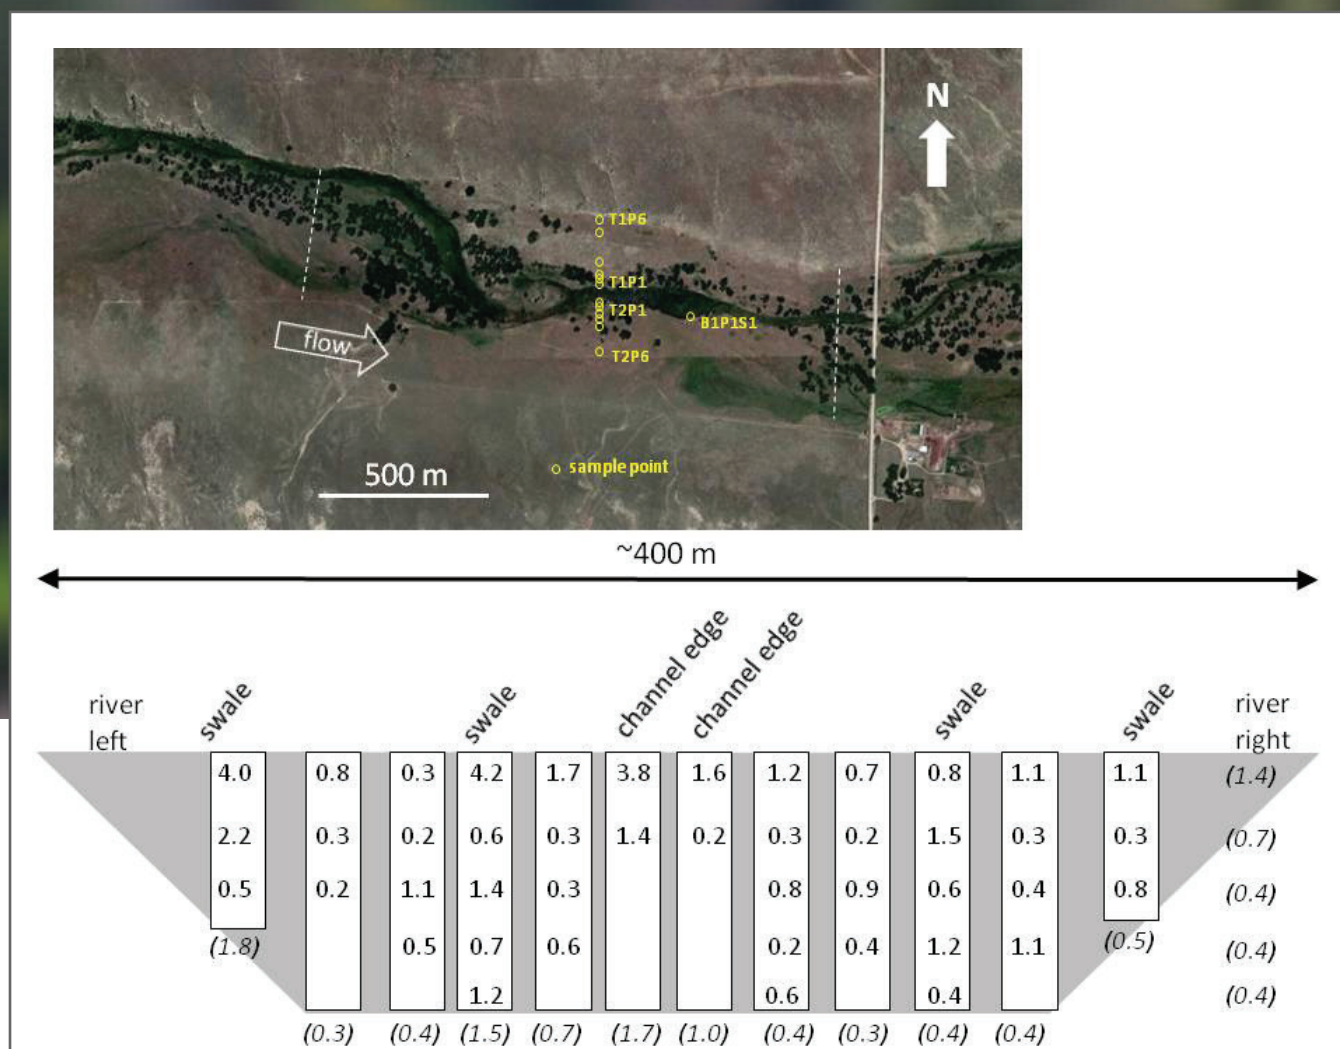 N
T1P6
T1P1
T2P1
B1P1S1
flow
T2P6
sample point
500 m
~400 m
river left
swale
swale
channel edge
channel edge
swale
swale
river right
4.0 0.8 0.3 4.2 1.7 3.8 1.6 1.2 0.7 0.8 1.1 1.1 (1.4)
2.2 0.3 0.2 0.6 0.3 1.4 0.2 0.3 0.2 1.5 0.3 0.3 (0.7)
0.5 0.2 1.1 1.4 0.3 0.8 0.9 0.6 0.4 0.8 (0.4)
(1.8) 0.5 0.7 0.6 0.2 0.4 1.2 1.1 (0.5) (0.4)
1.2 0.6 0.4 (0.4)
(0.3) (0.4) (1.5) (0.7) (1.7) (1.0) (0.4) (0.3) (0.4) (0.4)